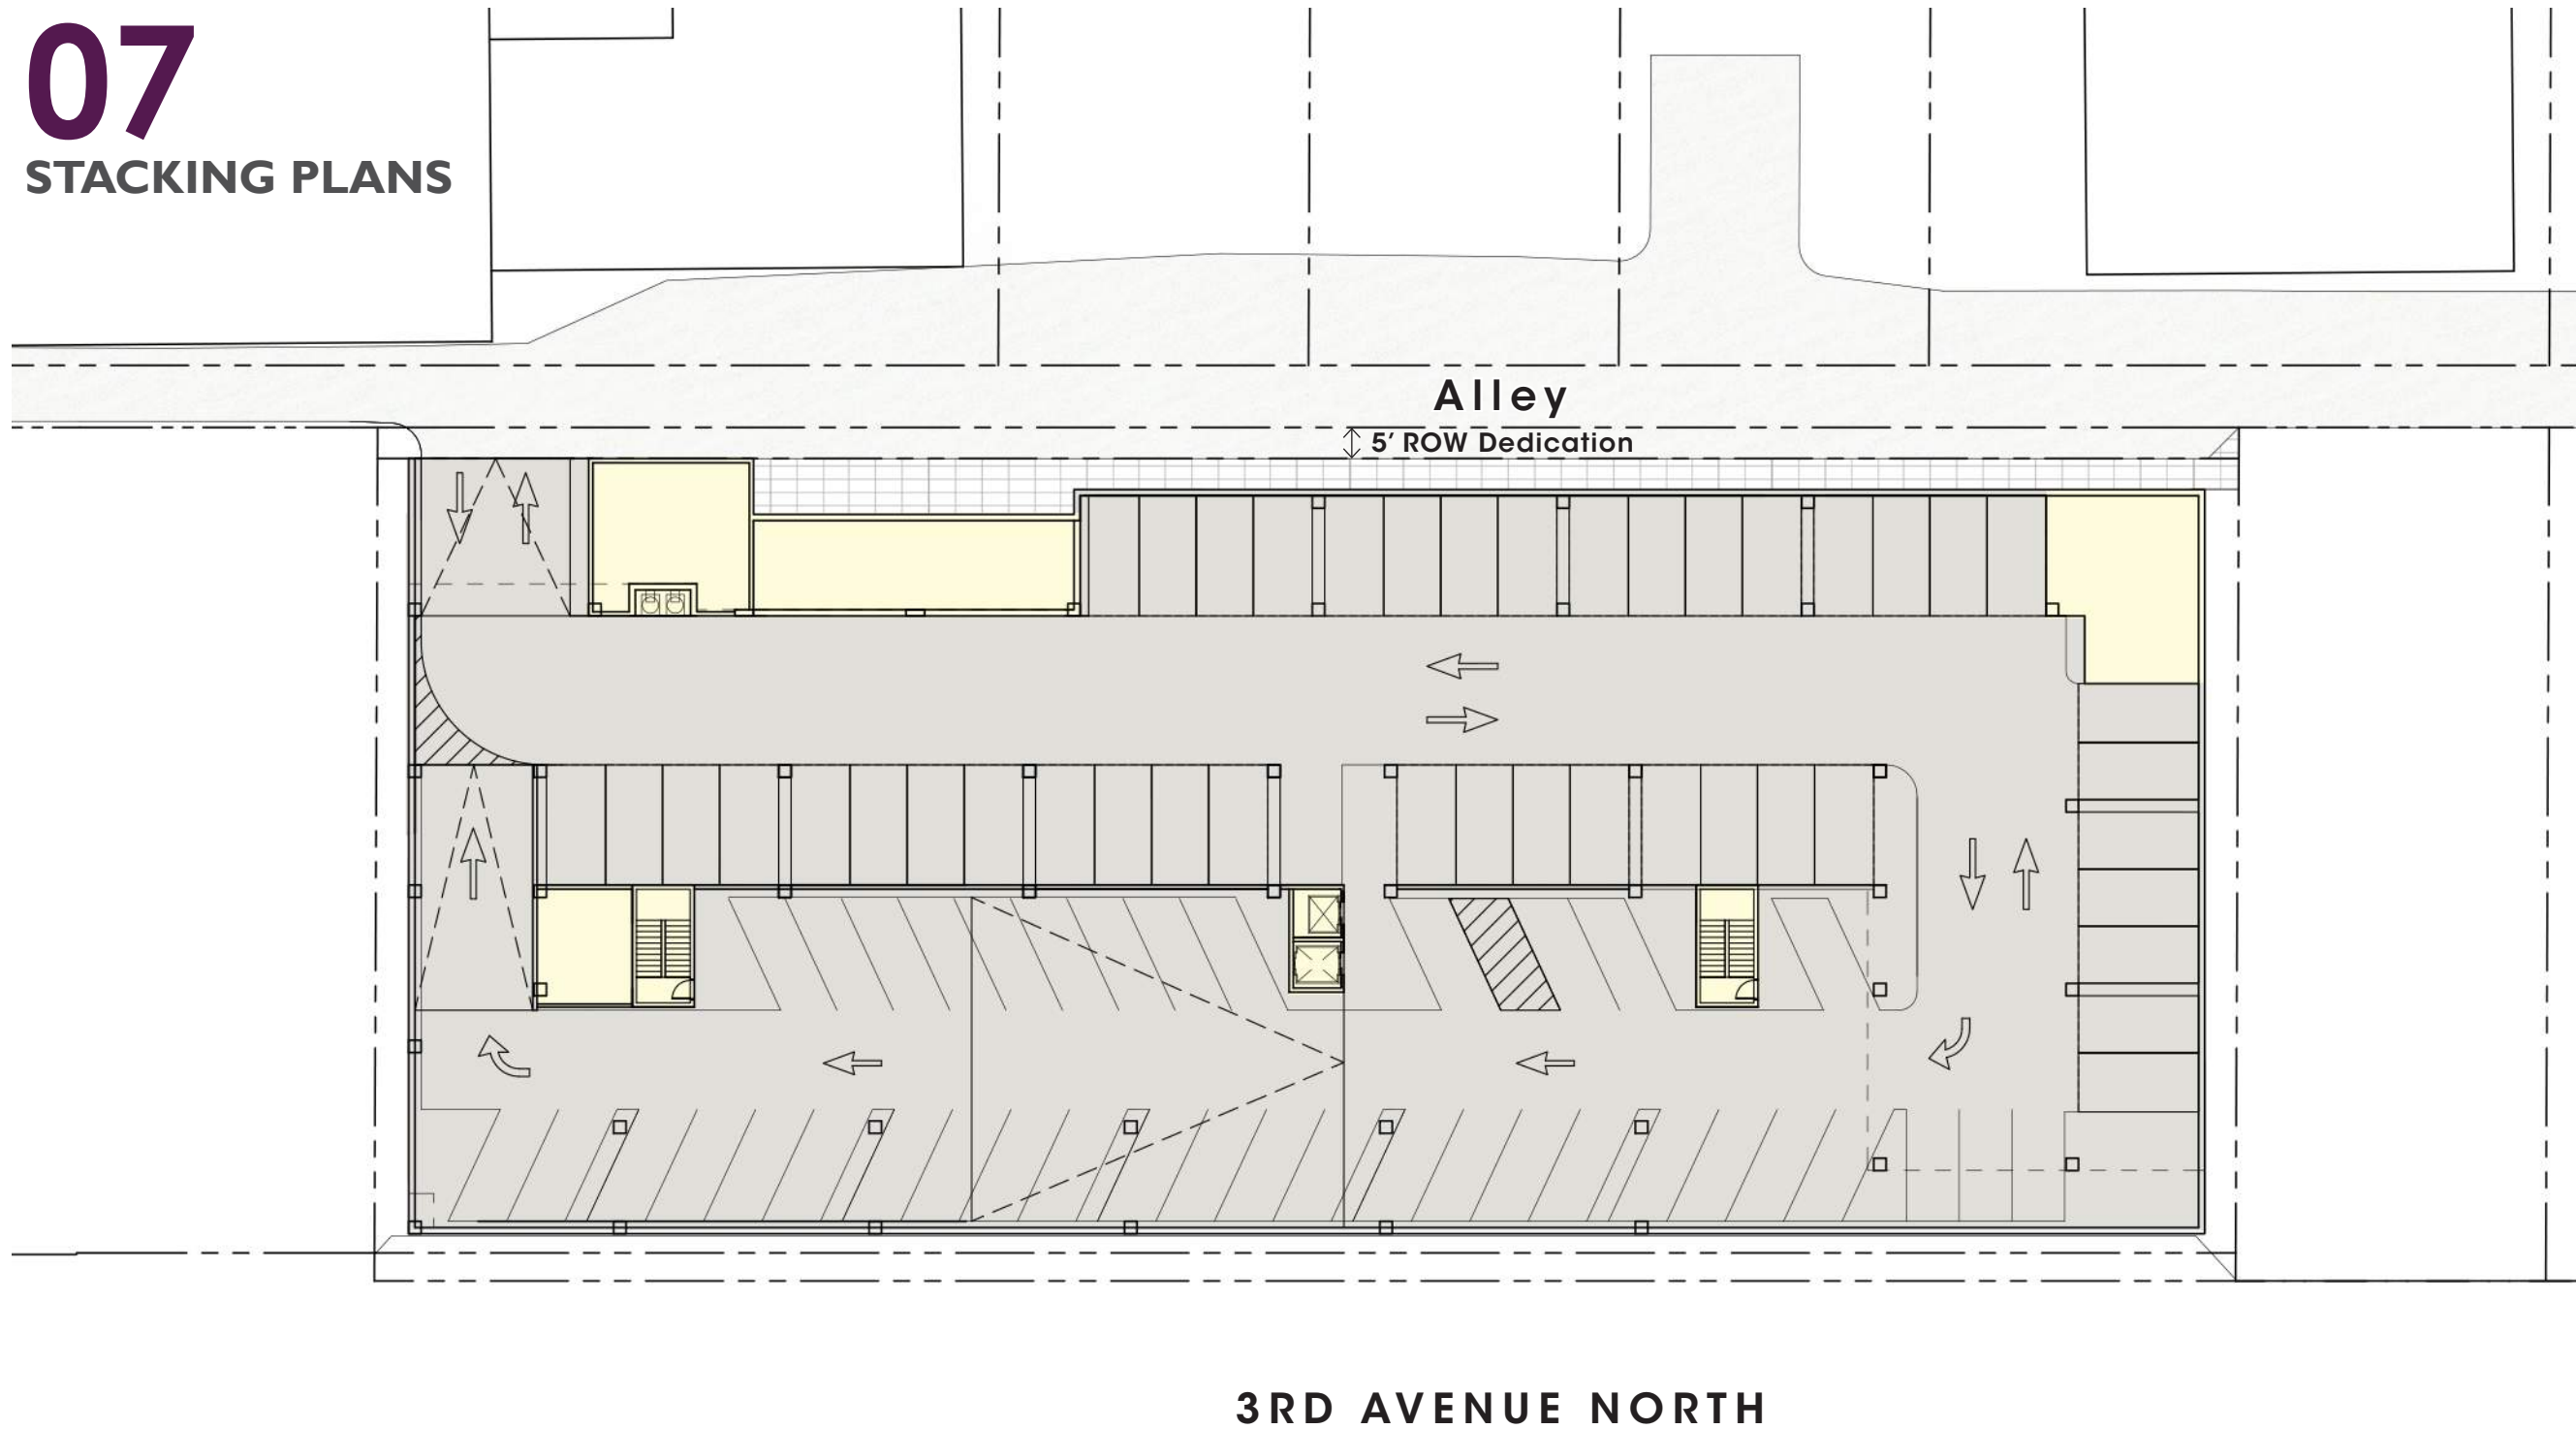 07
STACKING PLANS
Alley
5’ ROW Dedication
3RD AVENUE NORTH